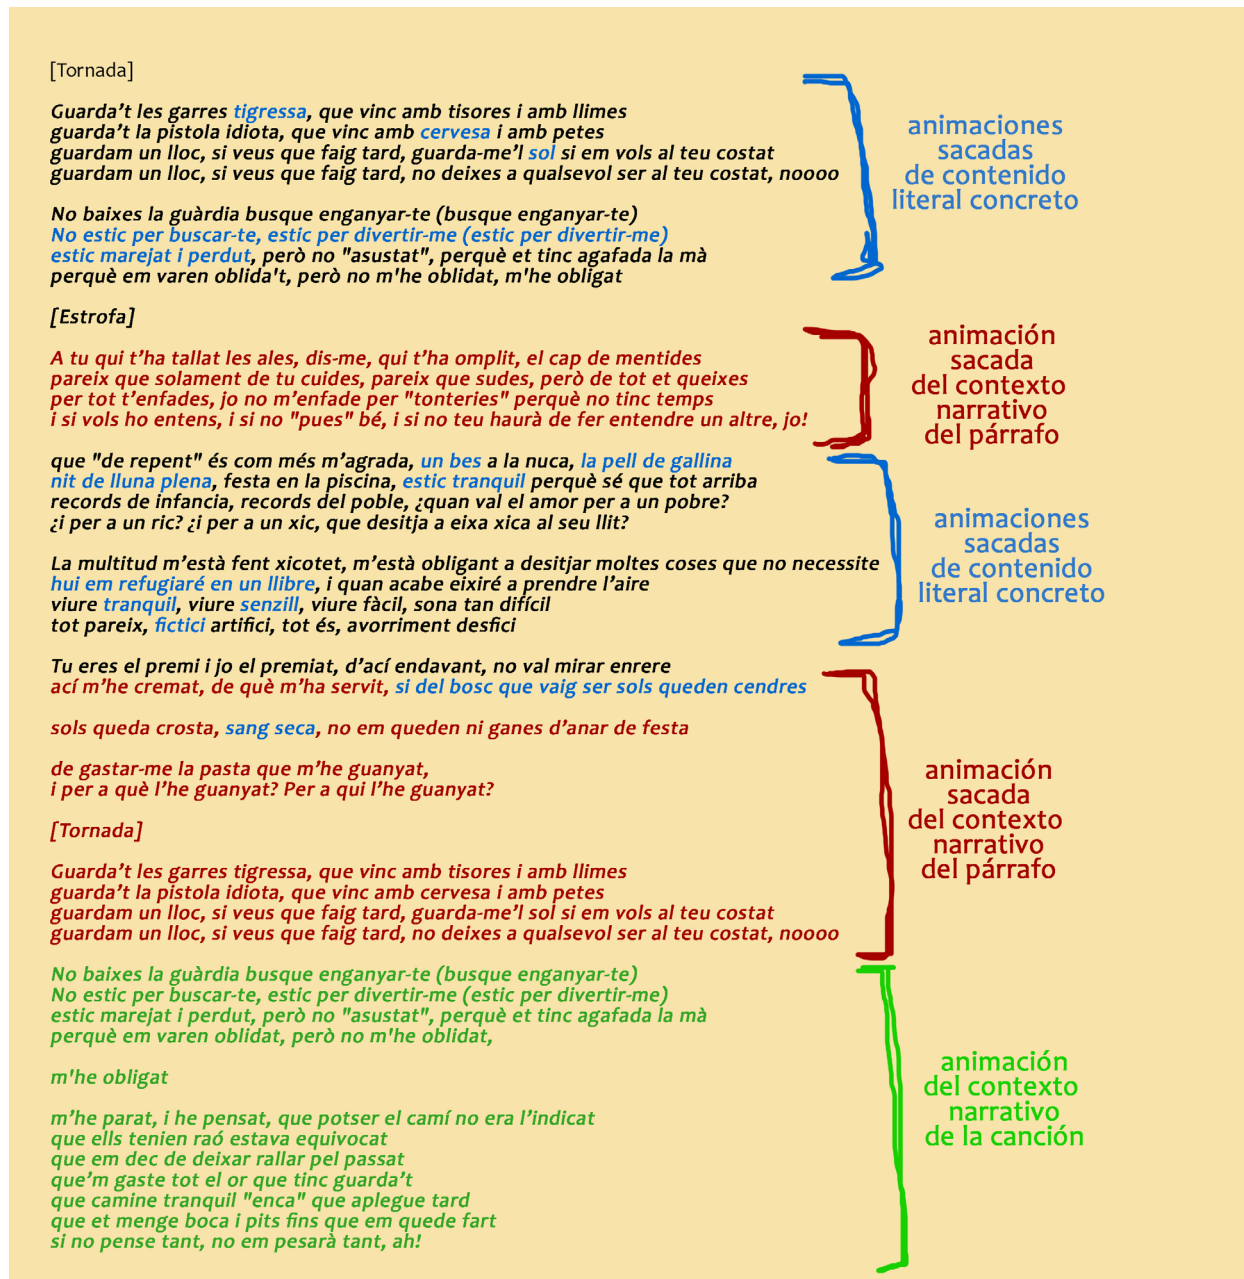 [Tornada]
Guarda’t les garres tigressa, que vinc amb tisores i amb llimes
guarda’t la pistola idiota, que vinc amb cervesa i amb petes
guardam un lloc, si veus que faig tard, guarda-me’l sol si em vols al teu costat
guardam un lloc, si veus que faig tard, no deixes a qualsevol ser al teu costat, noooo
No baixes la guàrdia busque enganyar-te (busque enganyar-te)
No estic per buscar-te, estic per divertir-me (estic per divertir-me)
estic marejat i perdut, però no "asustat", perquè et tinc agafada la mà
perquè em varen oblida't, però no m'he oblidat, m'he obligat
animaciones
sacadas
de contenido
literal concreto
[Estrofa]
A tu qui t’ha tallat les ales, dis-me, qui t’ha omplit, el cap de mentides
pareix que solament de tu cuides, pareix que sudes, però de tot et queixes
per tot t’enfades, jo no m’enfade per "tonteries" perquè no tinc temps
i si vols ho entens, i si no "pues" bé, i si no teu haurà de fer entendre un altre, jo!
animación
sacada
del contexto
narrativo
del párrafo
que "de repent" és com més m’agrada, un bes a la nuca, la pell de gallina
nit de lluna plena, festa en la piscina, estic tranquil perquè sé que tot arriba
records de infancia, records del poble, ¿quan val el amor per a un pobre?
¿i per a un ric? ¿i per a un xic, que desitja a eixa xica al seu llit?
La multitud m’està fent xicotet, m’està obligant a desitjar moltes coses que no necessite
hui em refugiaré en un llibre, i quan acabe eixiré a prendre l’aire
viure tranquil, viure senzill, viure fàcil, sona tan difícil
tot pareix, fictici artifici, tot és, avorriment desfici
animaciones
sacadas
de contenido
literal concreto
Tu eres el premi i jo el premiat, d’ací endavant, no val mirar enrere
ací m’he cremat, de què m’ha servit, si del bosc que vaig ser sols queden cendres
sols queda crosta, sang seca, no em queden ni ganes d’anar de festa
de gastar-me la pasta que m’he guanyat,
i per a què l’he guanyat? Per a qui l’he guanyat?
[Tornada]
Guarda’t les garres tigressa, que vinc amb tisores i amb llimes
guarda’t la pistola idiota, que vinc amb cervesa i amb petes
guardam un lloc, si veus que faig tard, guarda-me’l sol si em vols al teu costat
guardam un lloc, si veus que faig tard, no deixes a qualsevol ser al teu costat, noooo
animación
sacada
del contexto
narrativo
del párrafo
No baixes la guàrdia busque enganyar-te (busque enganyar-te)
No estic per buscar-te, estic per divertir-me (estic per divertir-me)
estic marejat i perdut, però no "asustat", perquè et tinc agafada la mà
perquè em varen oblidat, però no m'he oblidat,
m'he obligat
m’he parat, i he pensat, que potser el camí no era l’indicat
que ells tenien raó estava equivocat
que em dec de deixar rallar pel passat
que’m gaste tot el or que tinc guarda’t
que camine tranquil "enca" que aplegue tard
que et menge boca i pits fins que em quede fart
si no pense tant, no em pesarà tant, ah!
animación
del contexto
narrativo
de la canción